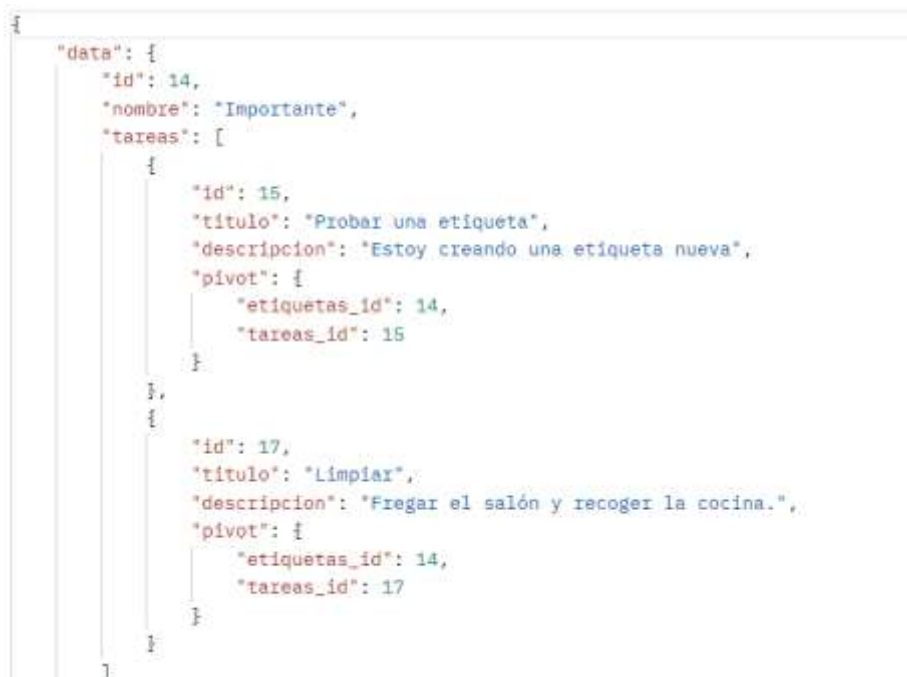 {
"data": {
"id": 14,
"nombre": "Importante",
"tareas": [
{
"id": 15,
"titulo": "Probar una etiqueta",
"descripcion": "Estoy creando una etiqueta nueva",
"pivot": {
"etiquetas_id": 14,
"tareas_id": 15
}
},
{
"id": 17,
"titulo": "Limpiar",
"descripcion": "Fregar el salón y recoger la cocina.",
"pivot": {
"etiquetas_id": 14,
"tareas_id": 17
}
}
]